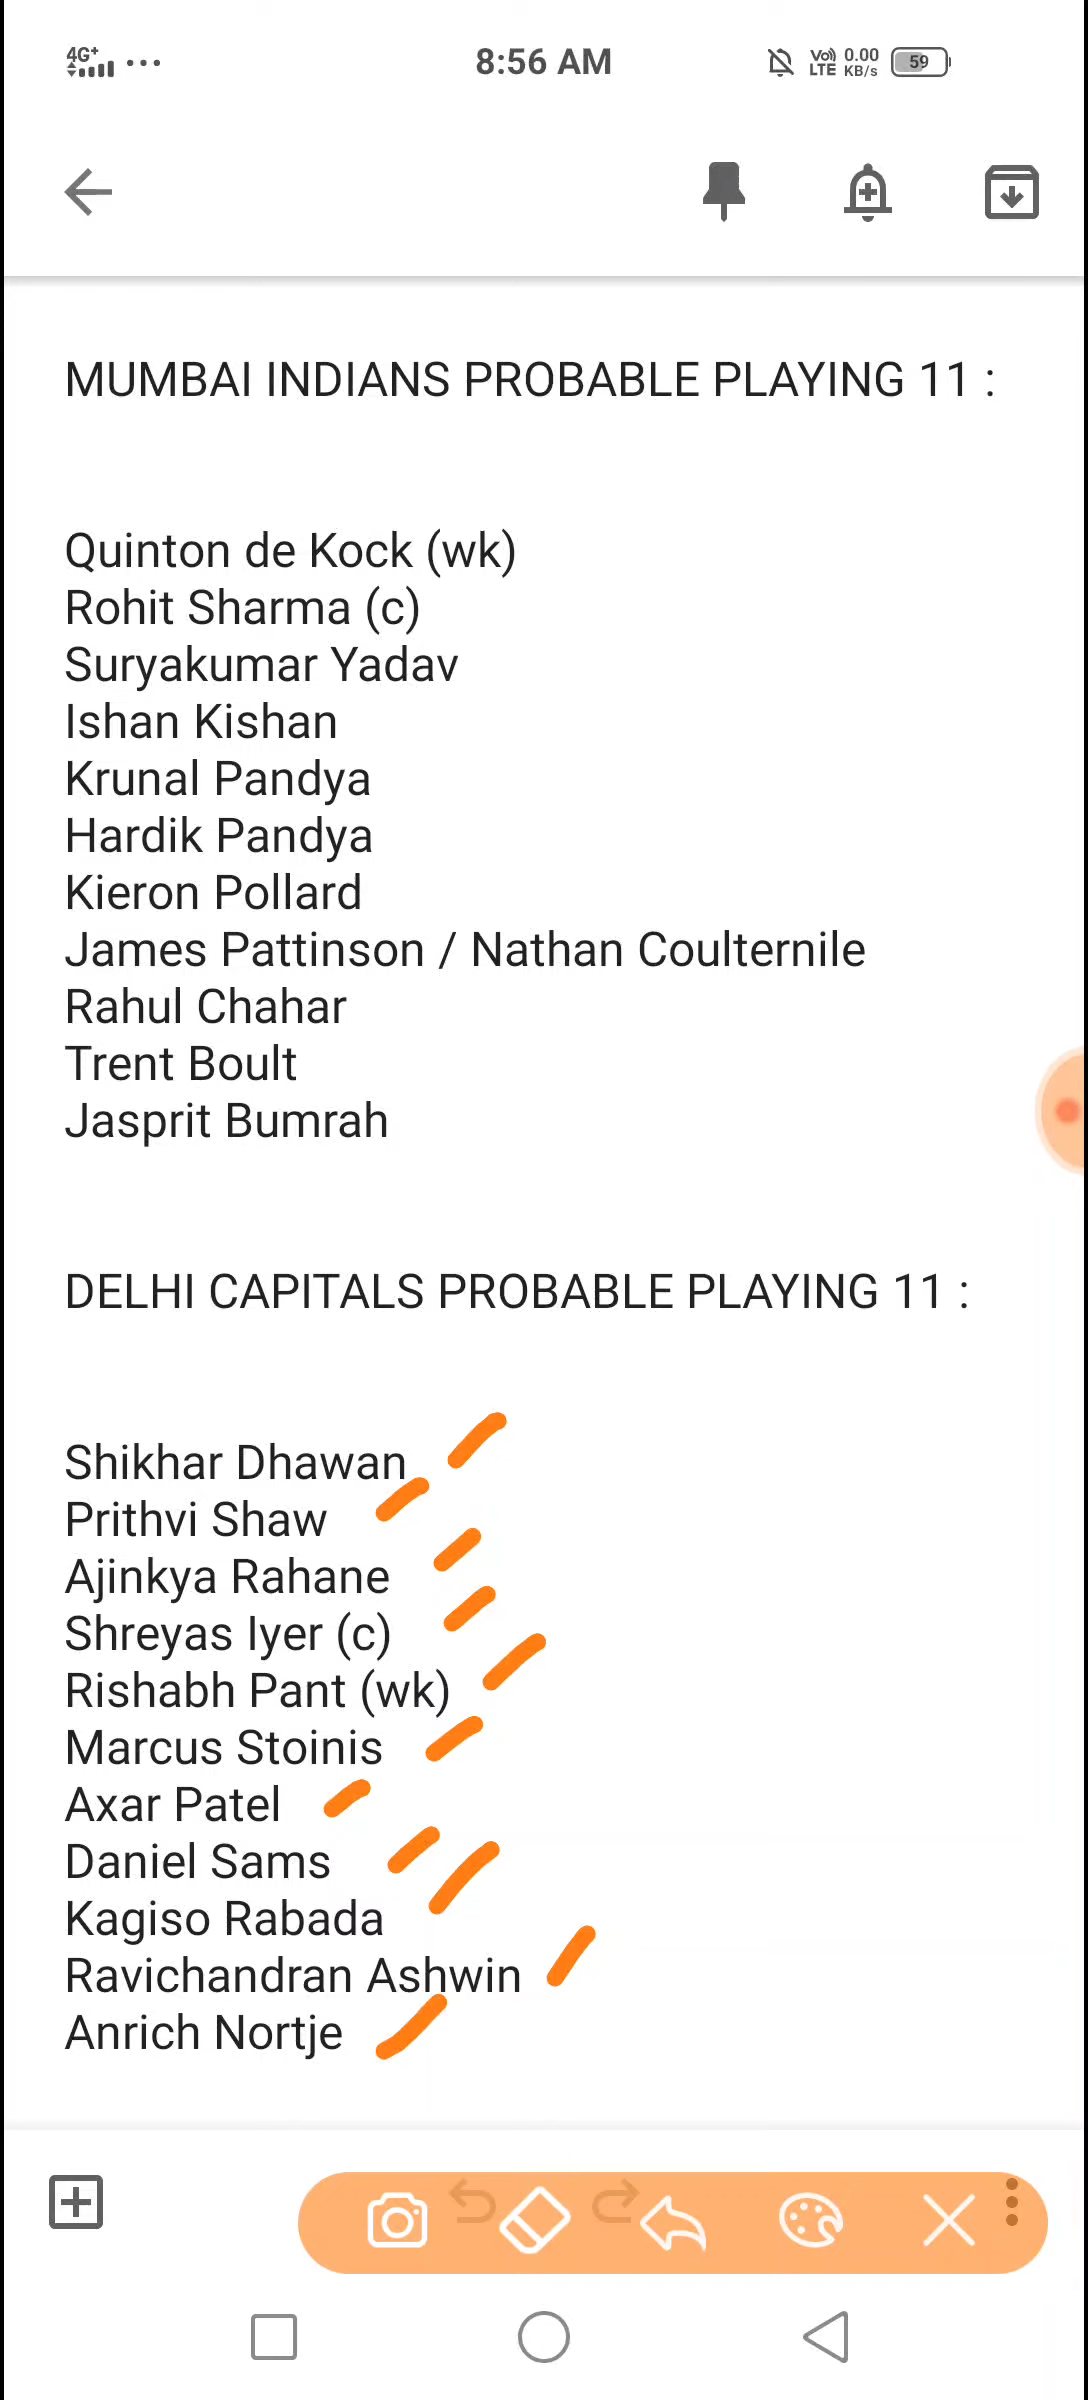 4G+ 8:56 AM Vo)) LTE 0.00 KB/s 59
MUMBAI INDIANS PROBABLE PLAYING 11 :
Quinton de Kock (wk)
Rohit Sharma (c)
Suryakumar Yadav
Ishan Kishan
Krunal Pandya
Hardik Pandya
Kieron Pollard
James Pattinson / Nathan Coulternile
Rahul Chahar
Trent Boult
Jasprit Bumrah
DELHI CAPITALS PROBABLE PLAYING 11 :
Shikhar Dhawan
Prithvi Shaw
Ajinkya Rahane
Shreyas Iyer (c)
Rishabh Pant (wk)
Marcus Stoinis
Axar Patel
Daniel Sams
Kagiso Rabada
Ravichandran Ashwin
Anrich Nortje